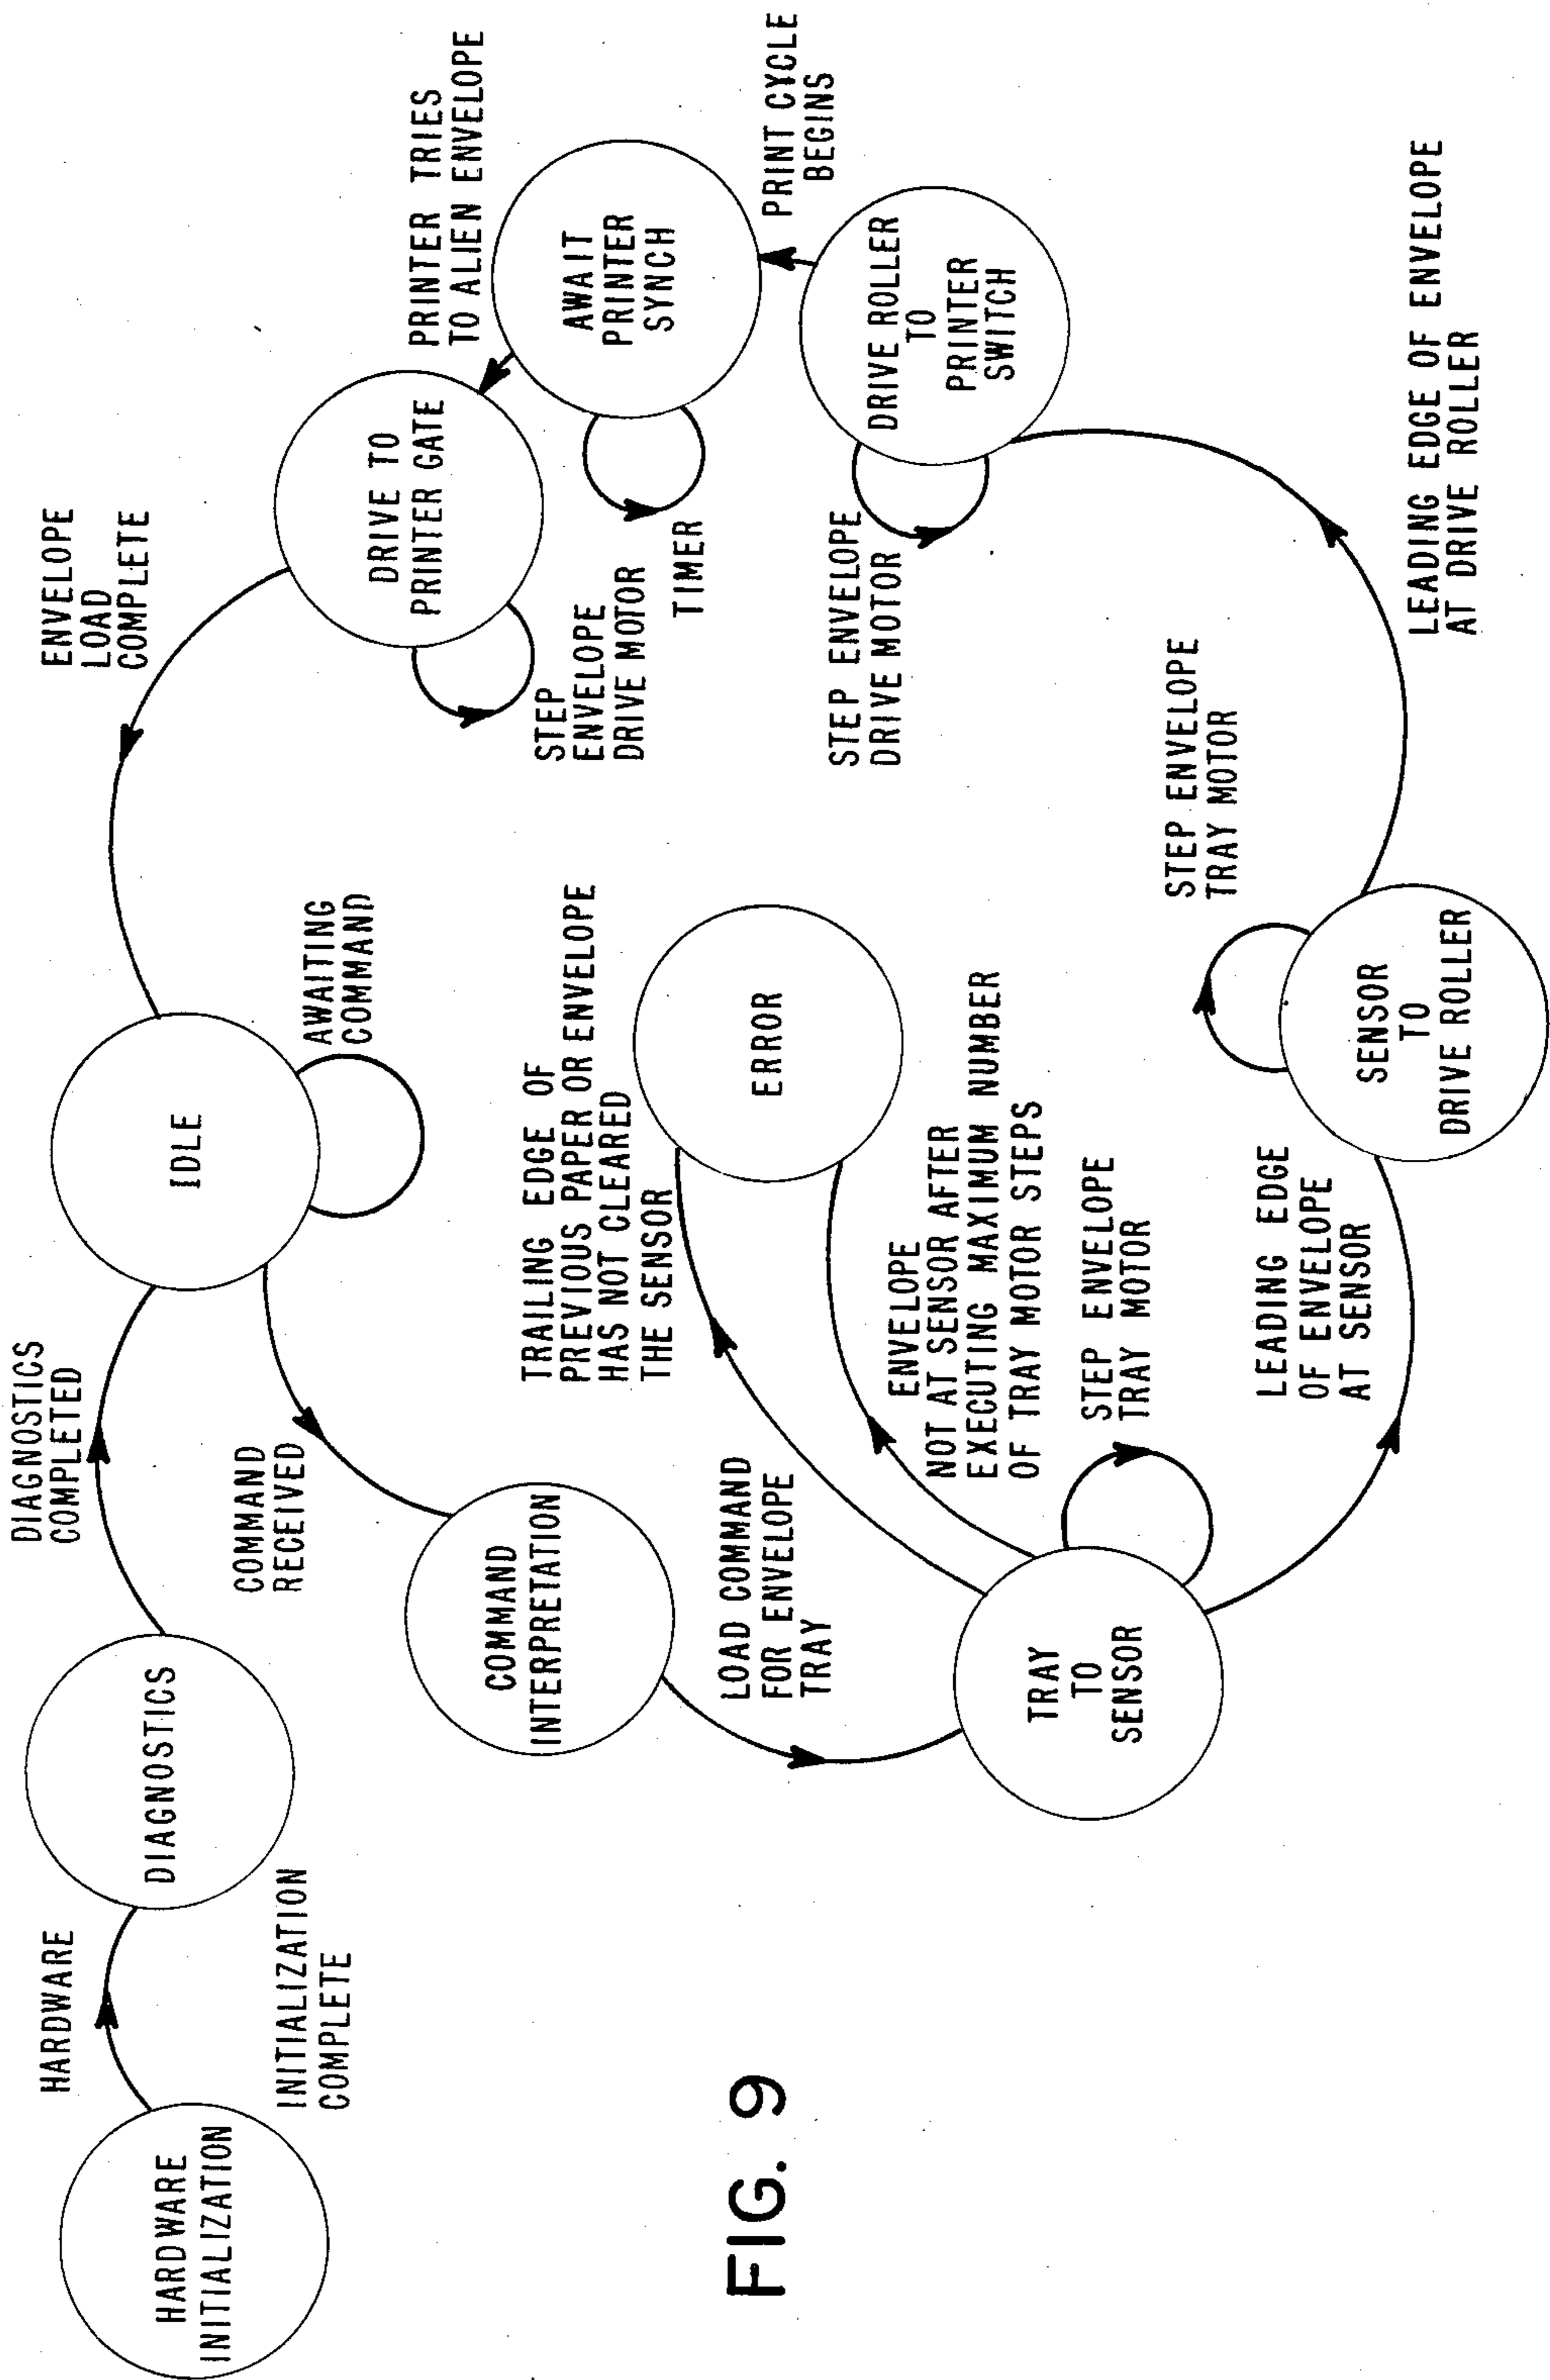 HARDWARE
INITIALIZATION
HARDWARE
INITIALIZATION
COMPLETE
DIAGNOSTICS
DIAGNOSTICS
COMPLETED
IDLE
AWAITING
COMMAND
ENVELOPE
LOAD
COMPLETE
COMMAND
RECEIVED
COMMAND
INTERPRETATION
LOAD COMMAND
FOR ENVELOPE
TRAY
TRAY
TO
SENSOR
TRAILING EDGE OF
PREVIOUS PAPER OR ENVELOPE
HAS NOT CLEARED
THE SENSOR
ERROR
ENVELOPE
NOT AT SENSOR AFTER
EXECUTING MAXIMUM NUMBER
OF TRAY MOTOR STEPS
STEP ENVELOPE
TRAY MOTOR
LEADING EDGE
OF ENVELOPE
AT SENSOR
SENSOR
TO
DRIVE ROLLER
STEP ENVELOPE
TRAY MOTOR
LEADING EDGE OF ENVELOPE
AT DRIVE ROLLER
DRIVE ROLLER
TO
PRINTER
SWITCH
STEP ENVELOPE
DRIVE MOTOR
PRINT CYCLE
BEGINS
AWAIT
PRINTER
SYNCH
TIMER
PRINTER TRIES
TO ALIEN ENVELOPE
DRIVE TO
PRINTER GATE
STEP
ENVELOPE
DRIVE MOTOR
FIG. 9